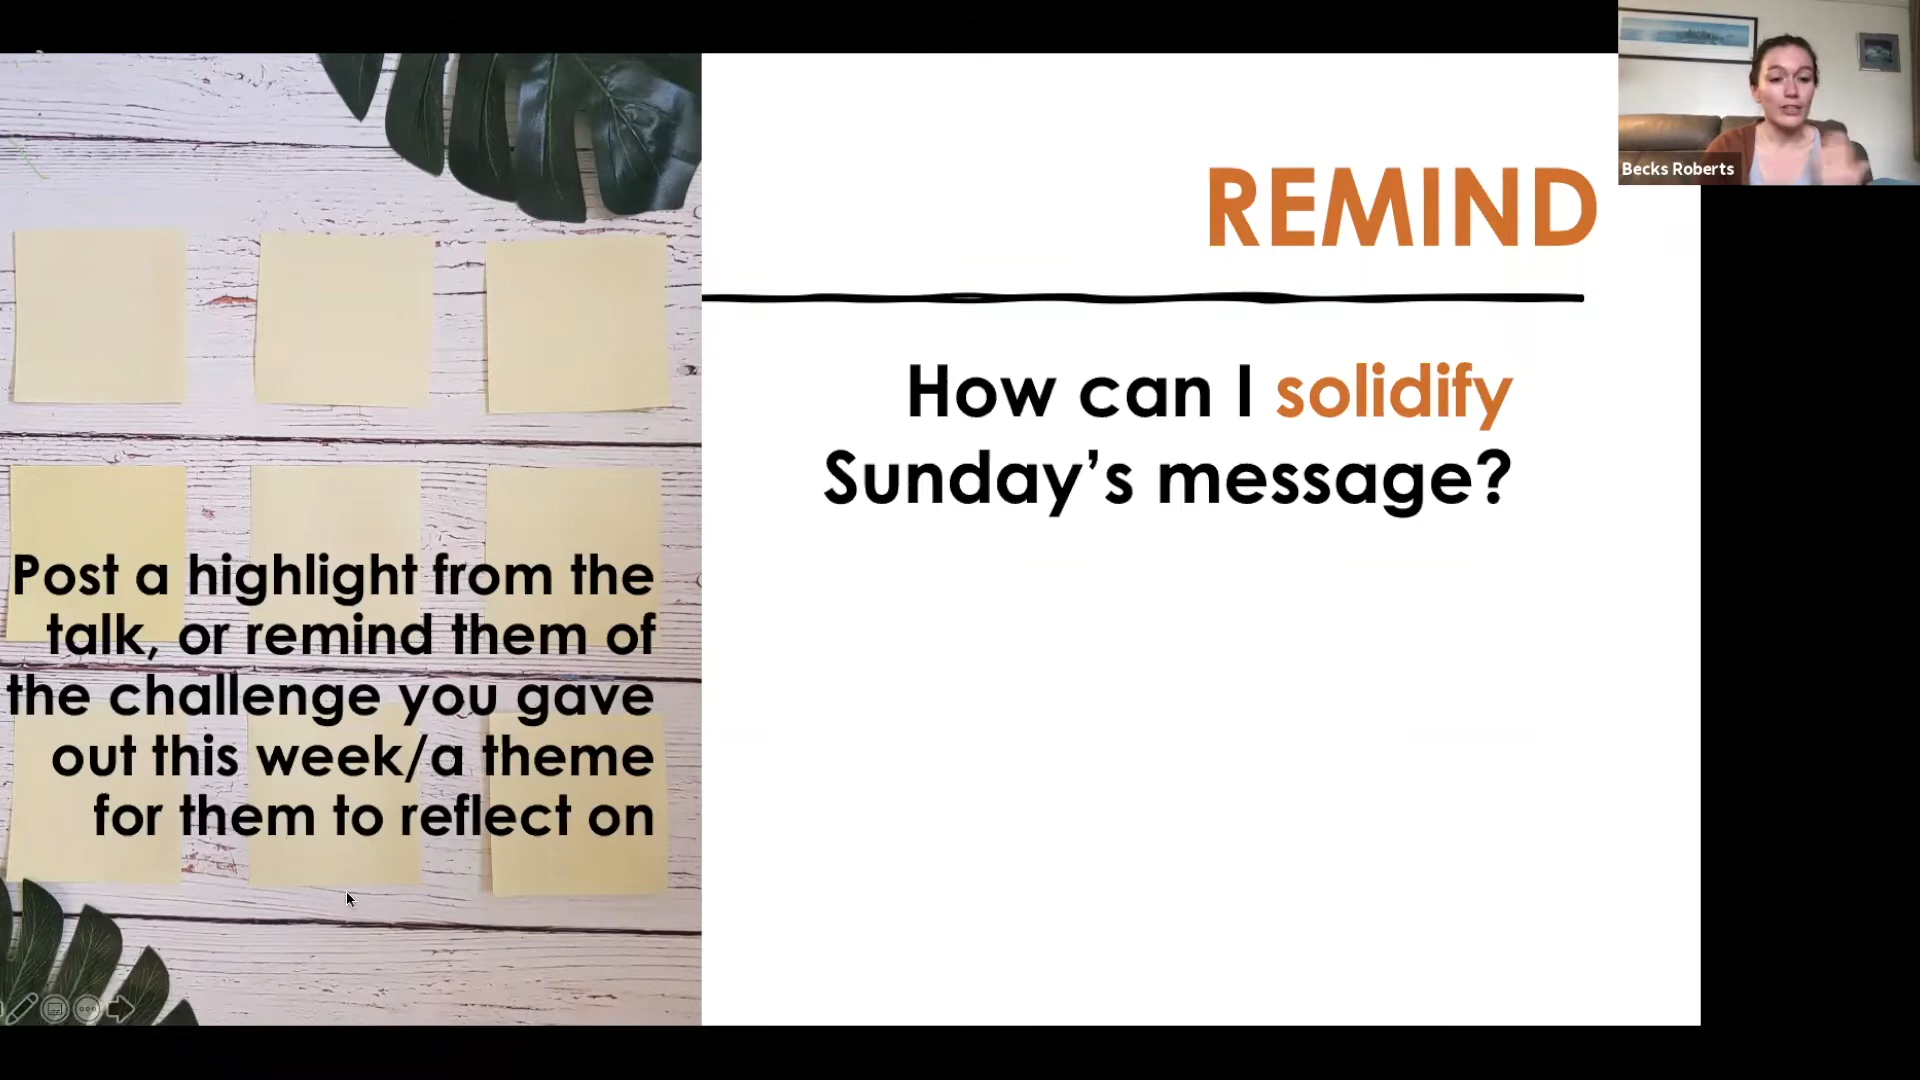 REMIND
How can I solidify
Sunday’s message?
Post a highlight from the
talk, or remind them of
the challenge you gave
out this week/a theme
for them to reflect on
Becks Roberts